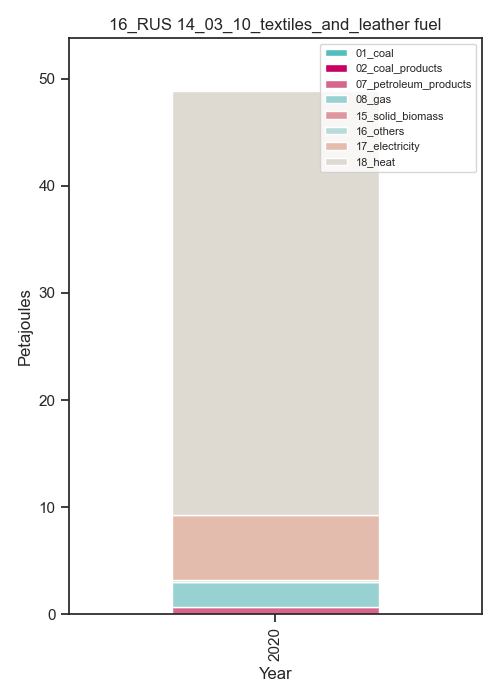 16_RUS 14_03_10_textiles_and_leather fuel
01_coal
02_coal_products
07_petroleum_products
08_gas
15_solid_biomass
16_others
17_electricity
18_heat
50
40
30
20
10
0
Petajoules
2020
Year